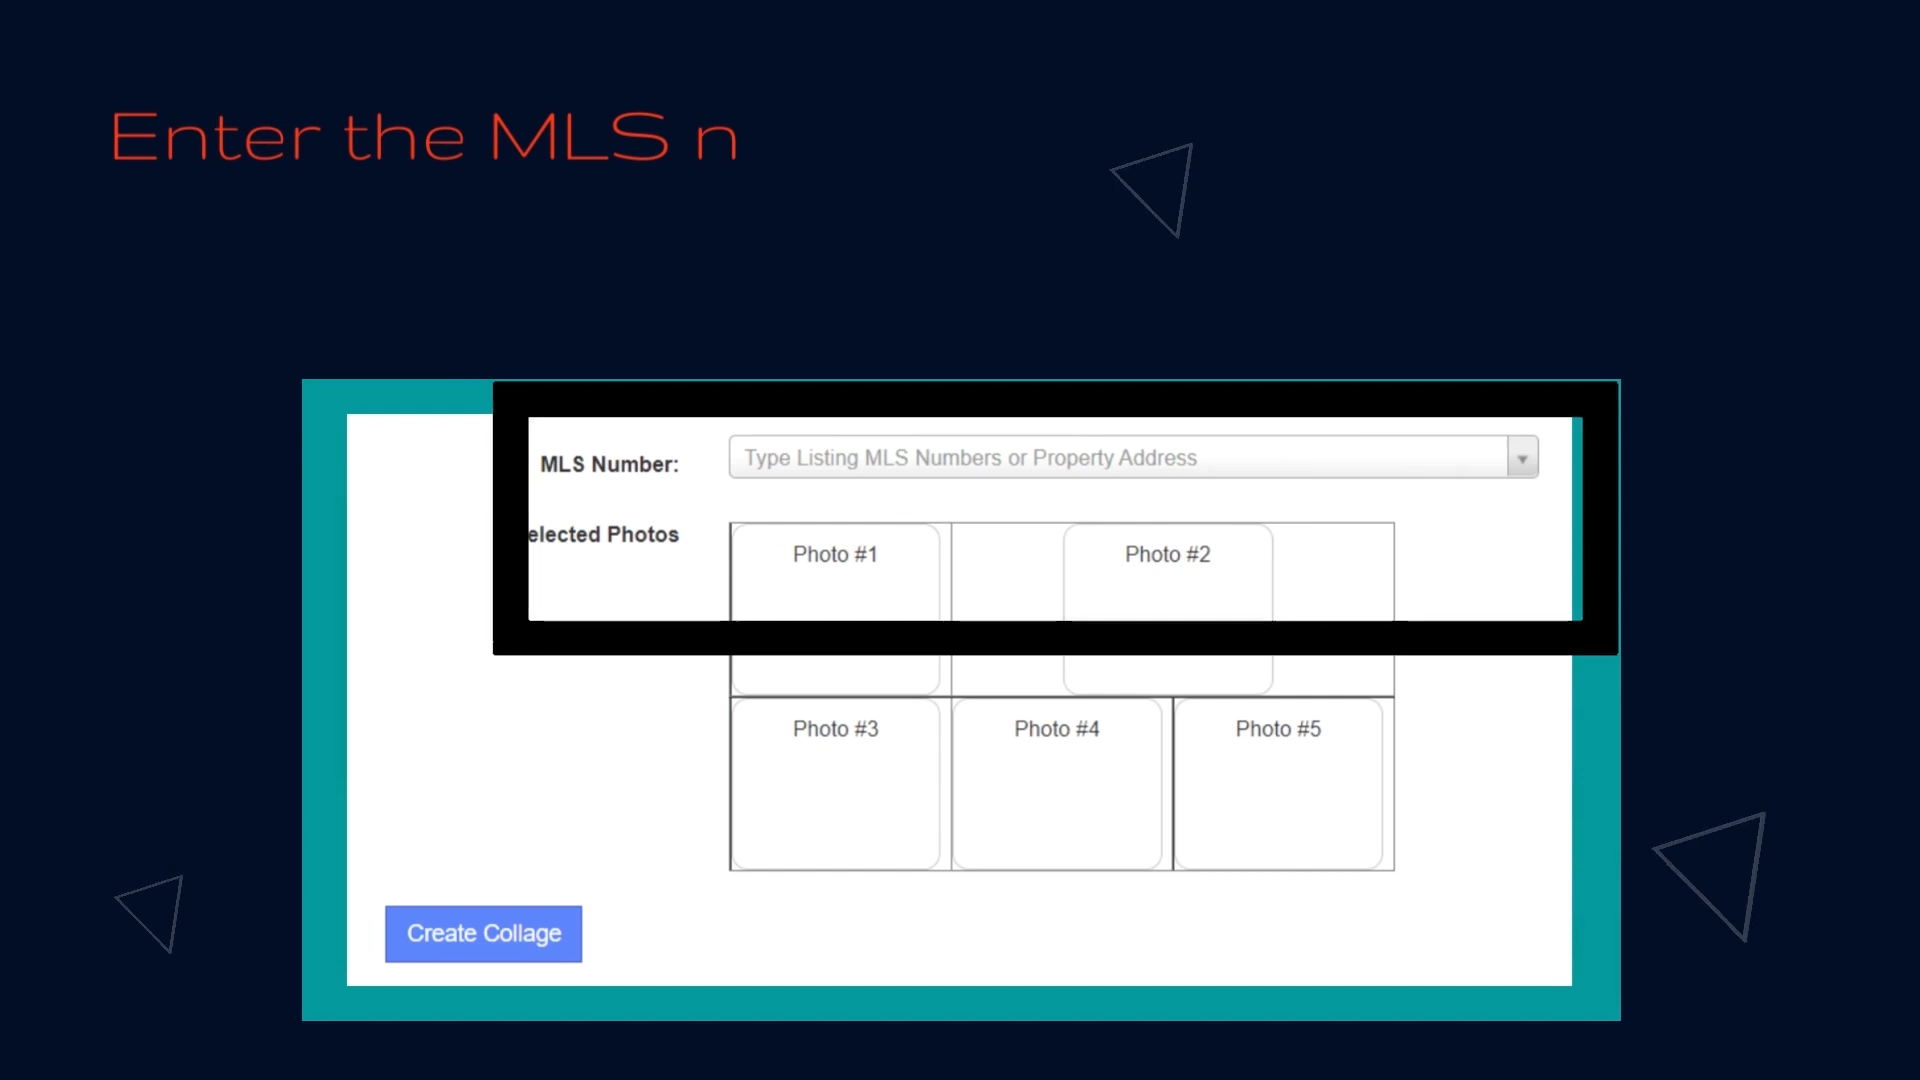 Enter the MLS n
MLS Number:
Type Listing MLS Numbers or Property Address
elected Photos
Photo #1
Photo #2
Photo #3
Photo #4
Photo #5
Create Collage